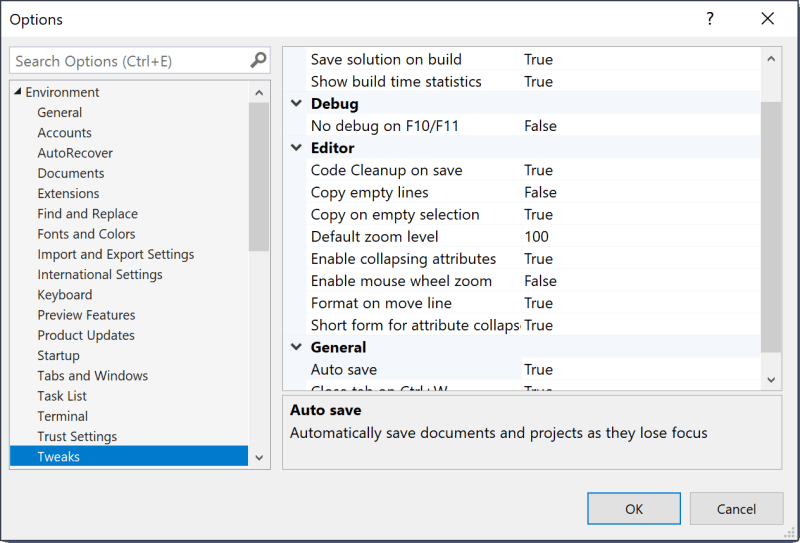 Options
?
Search Options (Ctrl+E)
Environment
General
Accounts
AutoRecover
Documents
Extensions
Find and Replace
Fonts and Colors
Import and Export Settings
International Settings
Keyboard
Preview Features
Product Updates
Startup
Tabs and Windows
Task List
Terminal
Trust Settings
Tweaks
Save solution on build True
Show build time statistics True
Debug
No debug on F10/F11 False
Editor
Code Cleanup on save True
Copy empty lines False
Copy on empty selection True
Default zoom level 100
Enable collapsing attributes True
Enable mouse wheel zoom False
Format on move line True
Short form for attribute collaps True
General
Auto save True
Close tab on Ctrl+W True
Auto save
Automatically save documents and projects as they lose focus
OK Cancel